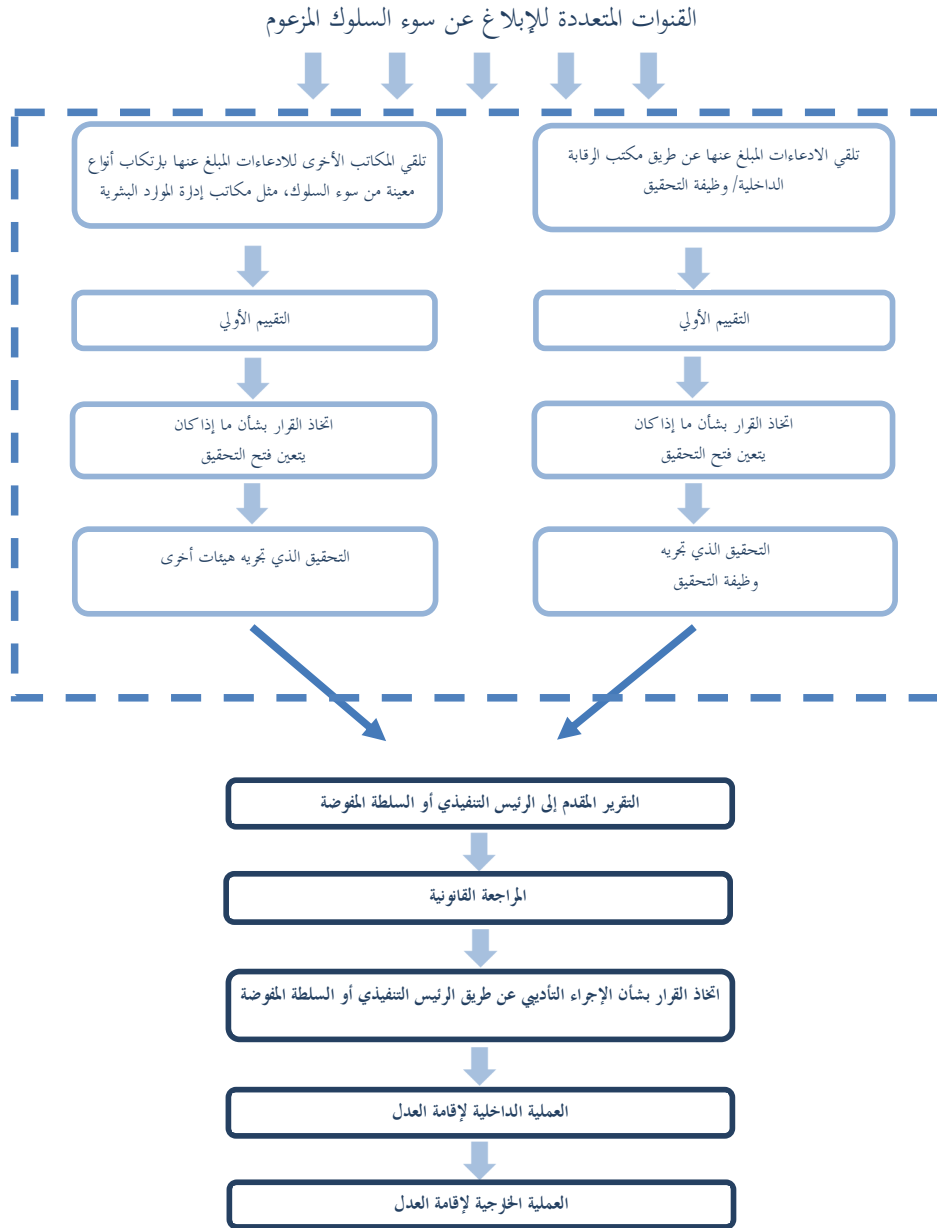 القنوات المتعددة للإبلاغ عن سوء السلوك المزعوم
تلقي الادعاءات المبلغ عنها عن طريق مكتب الرقابة
الداخلية/ وظيفة التحقيق
تلقي المكاتب الأخرى للادعاءات المبلغ عنها بارتكاب أنواع
معينة من سوء السلوك، مثل مكاتب إدارة الموارد البشرية
التقييم الأولي
التقييم الأولي
اتخاذ القرار بشأن ما إذا كان
يتعين فتح التحقيق
اتخاذ القرار بشأن ما إذا كان
يتعين فتح التحقيق
التحقيق الذي تجريه
وظيفة التحقيق
التحقيق الذي تجريه هيئات أخرى
التقرير المقدم إلى الرئيس التنفيذي أو السلطة المفوضة
المراجعة القانونية
اتخاذ القرار بشأن الإجراء التأديبي عن طريق الرئيس التنفيذي أو السلطة المفوضة
العملية الداخلية لإقامة العدل
العملية الخارجية لإقامة العدل